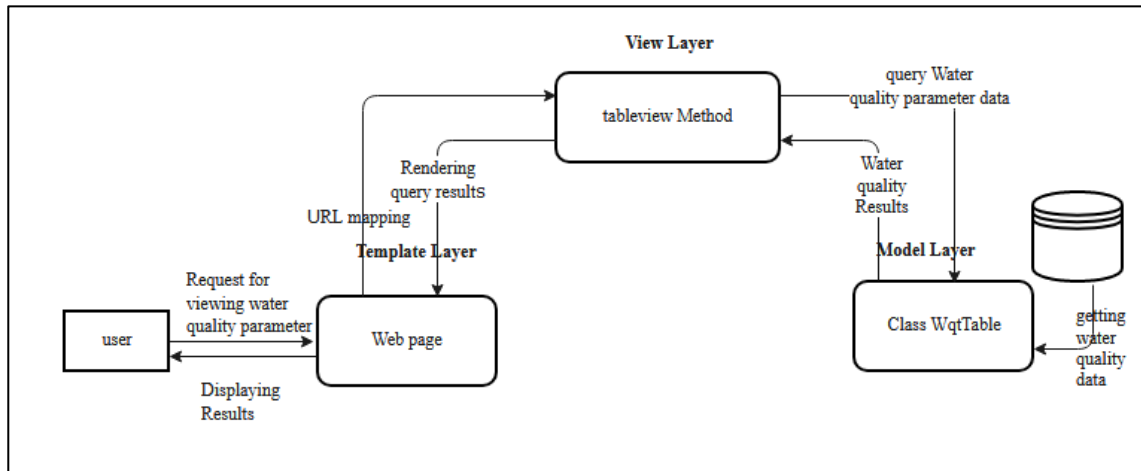 View Layer
tableview Method
query Water
quality parameter data
Rendering
query results
Water
quality
Results
URL mapping
Template Layer
Model Layer
Request for
viewing water
quality parameter
user
Web page
Class WqtTable
getting
water
quality
data
Displaying
Results